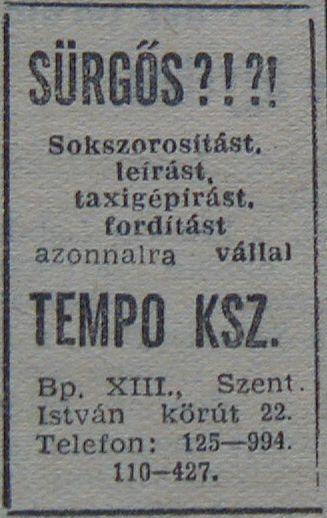 SÜRGŐS?!?!
Sokszorosítást,
leírást,
taxigépírást,
fordítást
azonnalra vállal
TEMPO KSZ.
Bp. XIII., Szent
István körút 22.
Telefon: 125—994.
110—427.